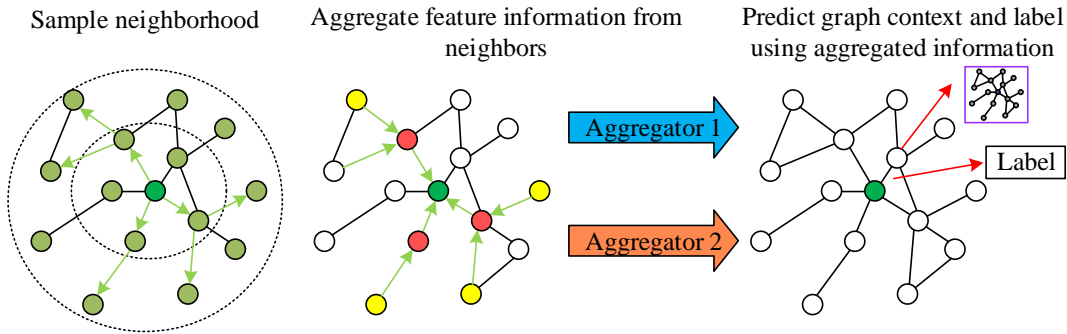 Sample neighborhood
Aggregate feature information from
neighbors
Predict graph context and label
using aggregated information
Aggregator 1
Label
Aggregator 2